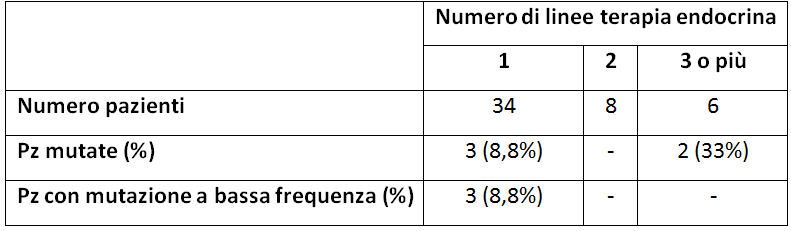 Numero di linee terapia endocrina
1 2 3 o più
Numero pazienti 34 8 6
Pz mutate (%) 3 (8,8%) - 2 (33%)
Pz con mutazione a bassa frequenza (%) 3 (8,8%) - -